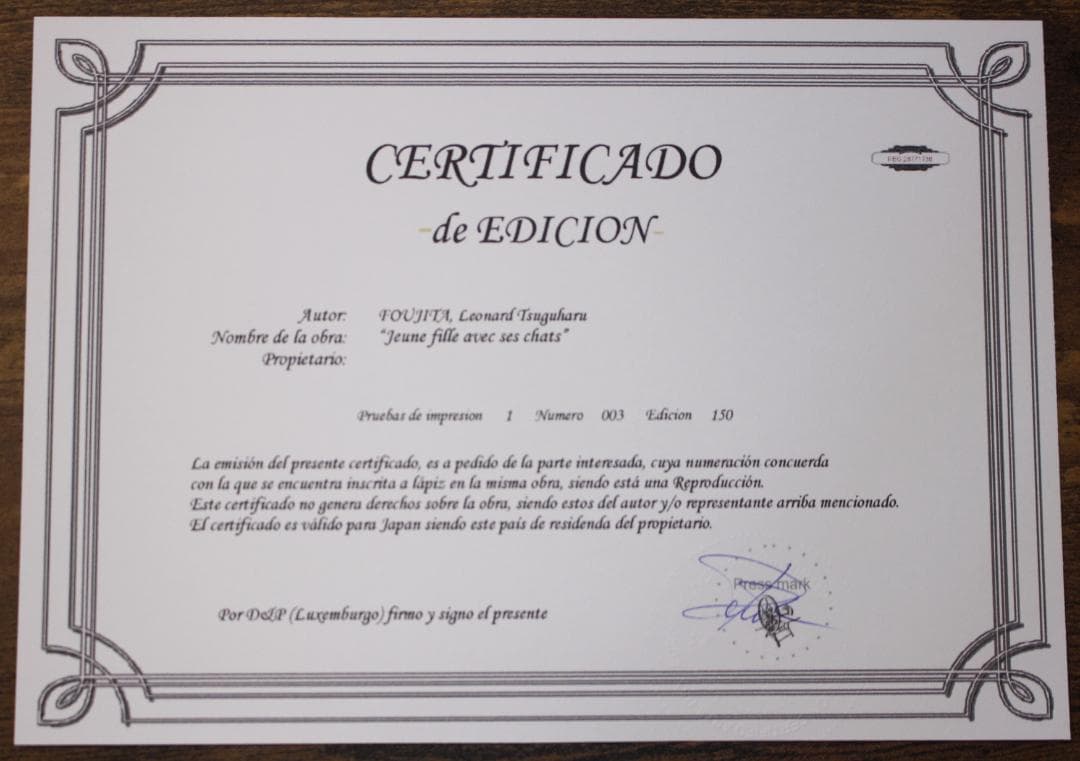 CERTIFICADO
-de EDICION-
Autor: FOUJITA, Leonard Tsuguharu
Nombre de la obra: "Jeune fille avec ses chats"
Propietario:
Pruebas de impresion 1 Numero 003 Edicion 150
La emisión del presente certificado, es a pedido de la parte interesada, cuya numeración concuerda
con la que se encuentra inscrita a lápiz en la misma obra, siendo está una Reproducción.
Este certificado no genera derechos sobre la obra, siendo estos del autor y/o representante arriba mencionado.
El certificado es válido para Japan siendo este país de residenda del propietario.
Press mark
Por D&P (Luxemburgo) firmo y signo el presente